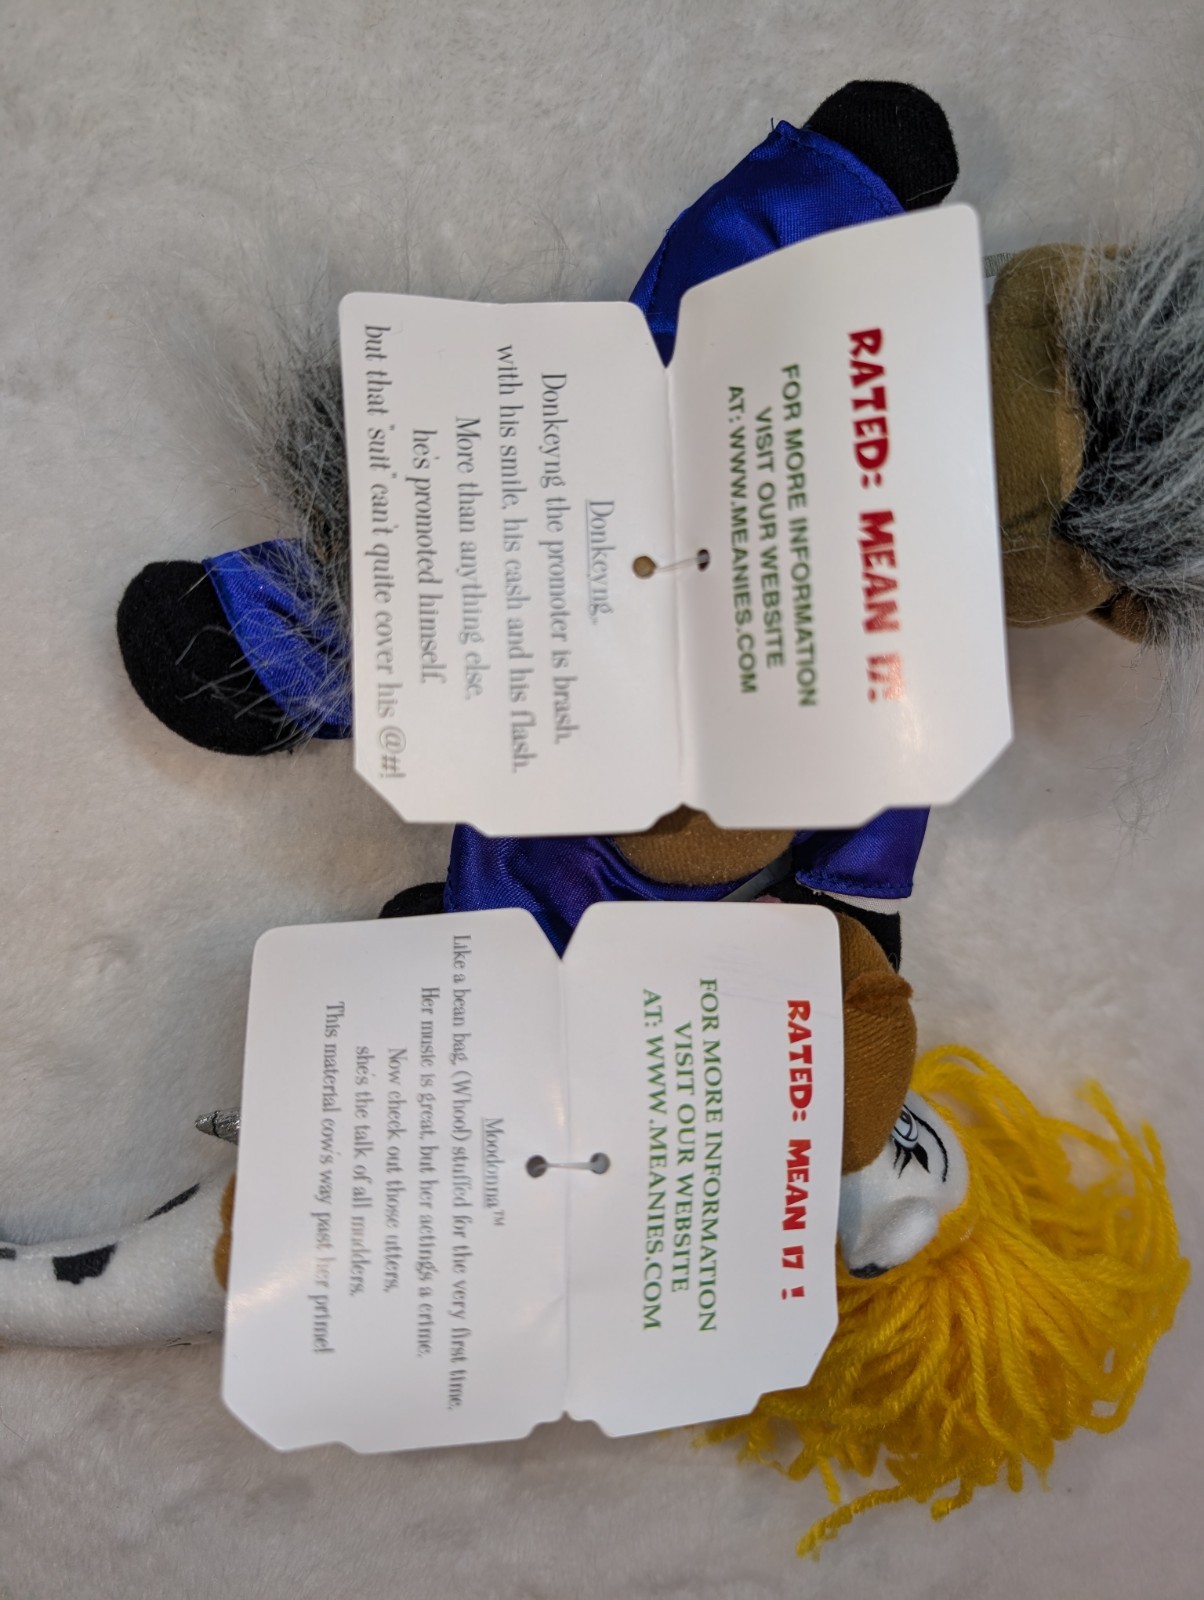 RATED: MEAN 17!
FOR MORE INFORMATION
VISIT OUR WEBSITE
AT: WWW.MEANIES.COM
Donkeyng™
Donkeyng the promoter is brash,
with his smile, his cash and his flash.
More than anything else,
he's promoted himself,
but that "suit" can't quite cover his @#!
RATED: MEAN 17 !
FOR MORE INFORMATION
VISIT OUR WEBSITE
AT: WWW.MEANIES.COM
Moodonna™
Like a bean bag, (Whoo!) stuffed for the very first time,
Her music is great, but her acting's a crime.
Now check out those utters,
she's the talk of all mudders,
This material cow's way past her prime!